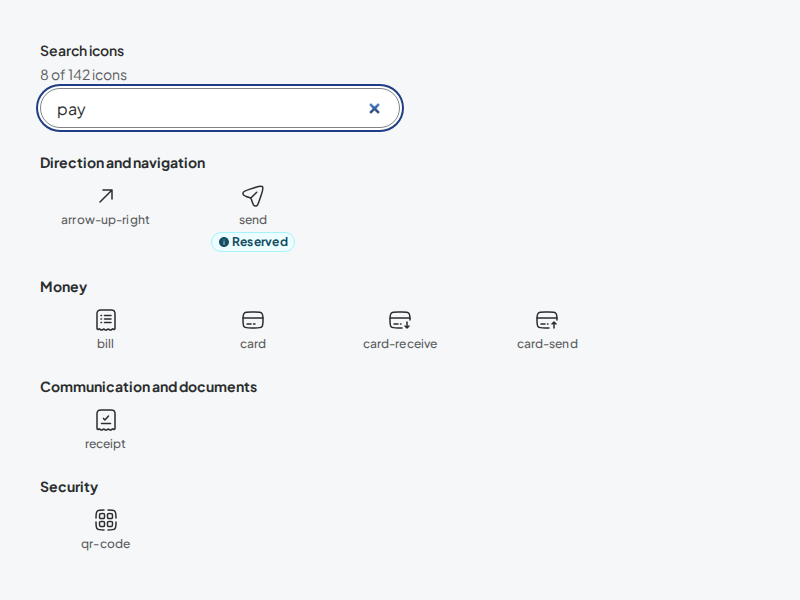 Search icons
8 of 142 icons
pay
Direction and navigation
arrow-up-right
send
Reserved
Money
bill
card
card-receive
card-send
Communication and documents
receipt
Security
qr-code